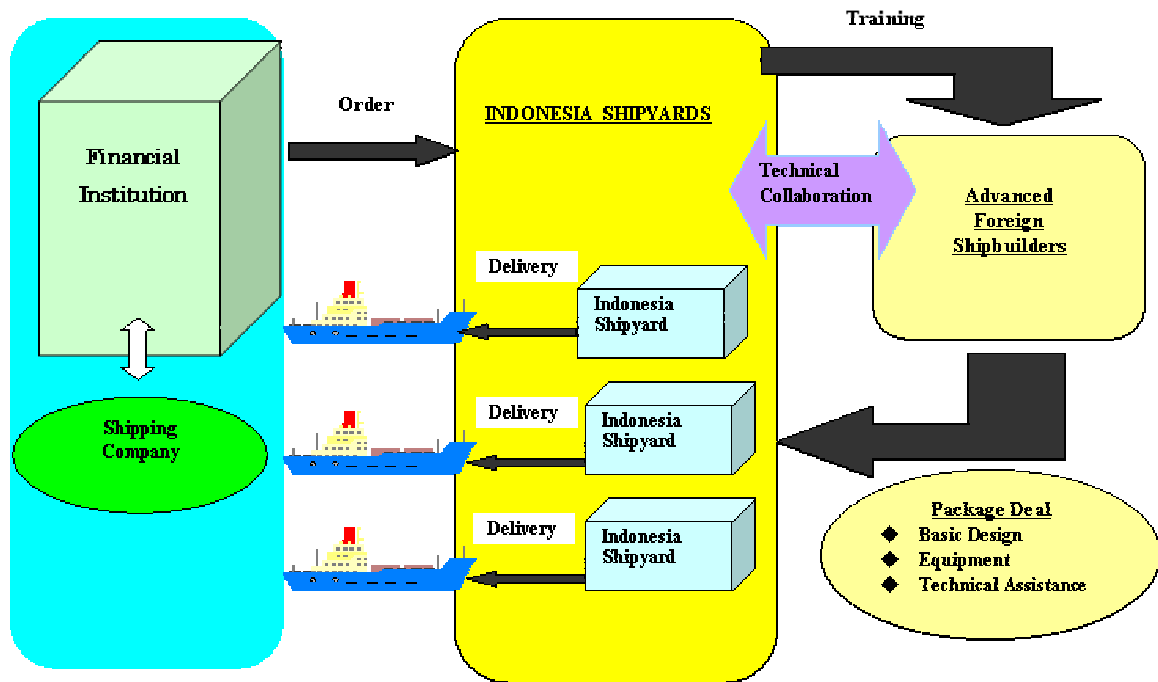 Training
Order
INDONESIA SHIPYARDS
Financial
Institution
Technical
Collaboration
Advanced
Foreign
Shipbuilders
Delivery
Indonesia
Shipyard
Shipping
Company
Delivery
Indonesia
Shipyard
Delivery
Indonesia
Shipyard
Package Deal
◆ Basic Design
◆ Equipment
◆ Technical Assistance